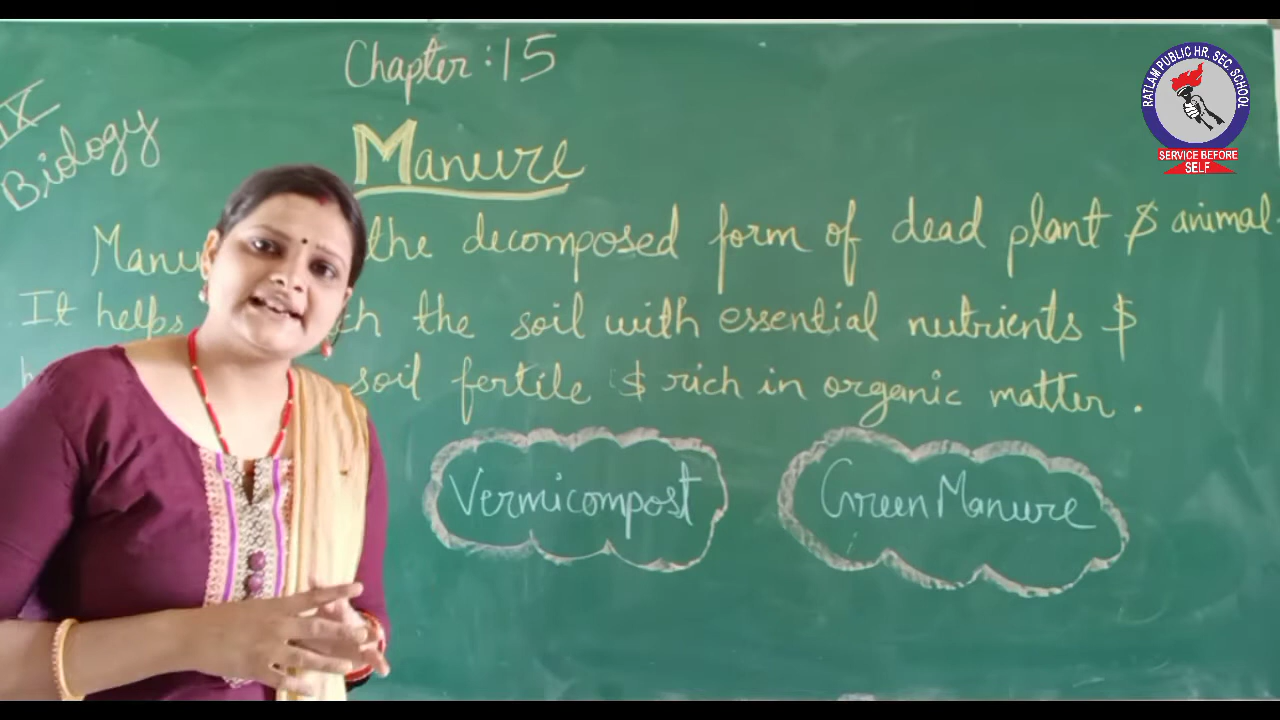 Chapter : 15
IX
Biology
Manure
the decomposed form of dead plant & animal
It helps the soil with essential nutrients &
soil fertile & rich in organic matter.
Vermicompost
Green Manure
RATLAM PUBLIC HR. SEC. SCHOOL
SERVICE BEFORE
SELF